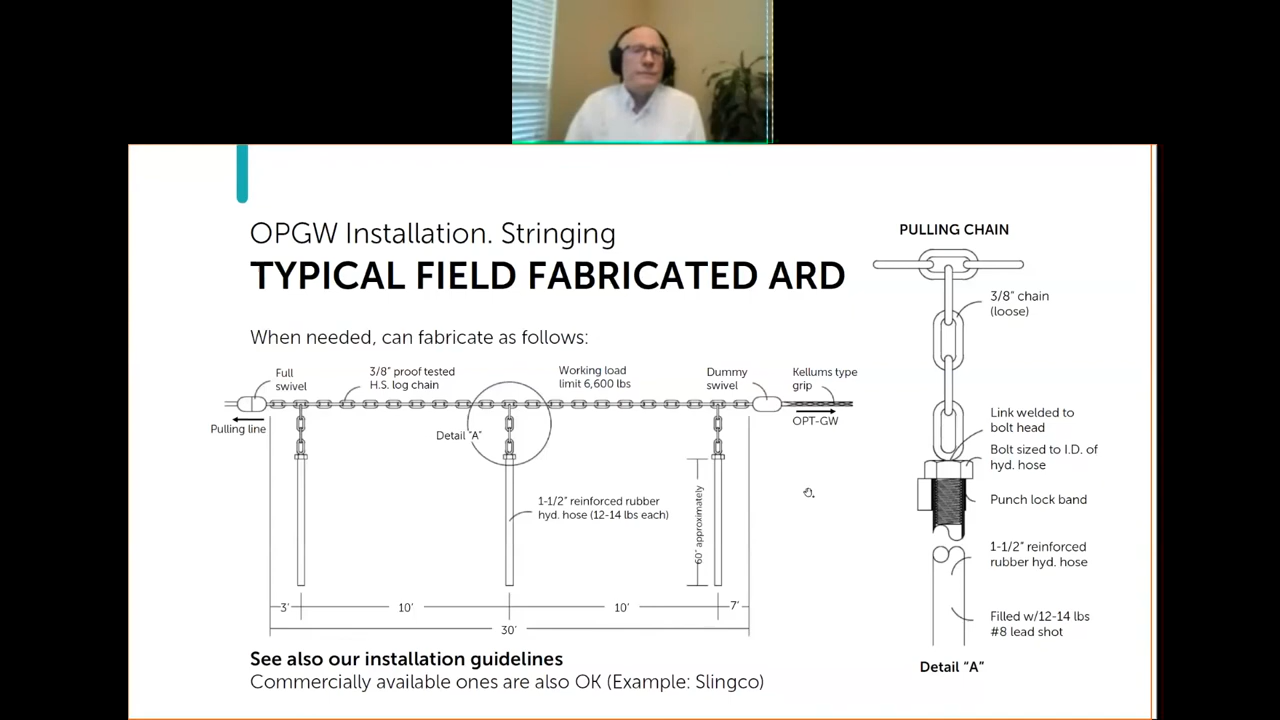 OPGW Installation. Stringing
TYPICAL FIELD FABRICATED ARD
When needed, can fabricate as follows:
Full
swivel
3/8" proof tested
H.S. log chain
Working load
limit 6,600 lbs
Dummy
swivel
Kellums type
grip
Pulling line
Detail "A"
OPT-GW
1-1/2" reinforced rubber
hyd. hose (12-14 lbs each)
60" approximately
3'
10'
10'
7'
30'
See also our installation guidelines
Commercially available ones are also OK (Example: Slingco)
PULLING CHAIN
3/8" chain
(loose)
Link welded to
bolt head
Bolt sized to I.D. of
hyd. hose
Punch lock band
1-1/2" reinforced
rubber hyd. hose
Filled w/12-14 lbs
#8 lead shot
Detail "A"